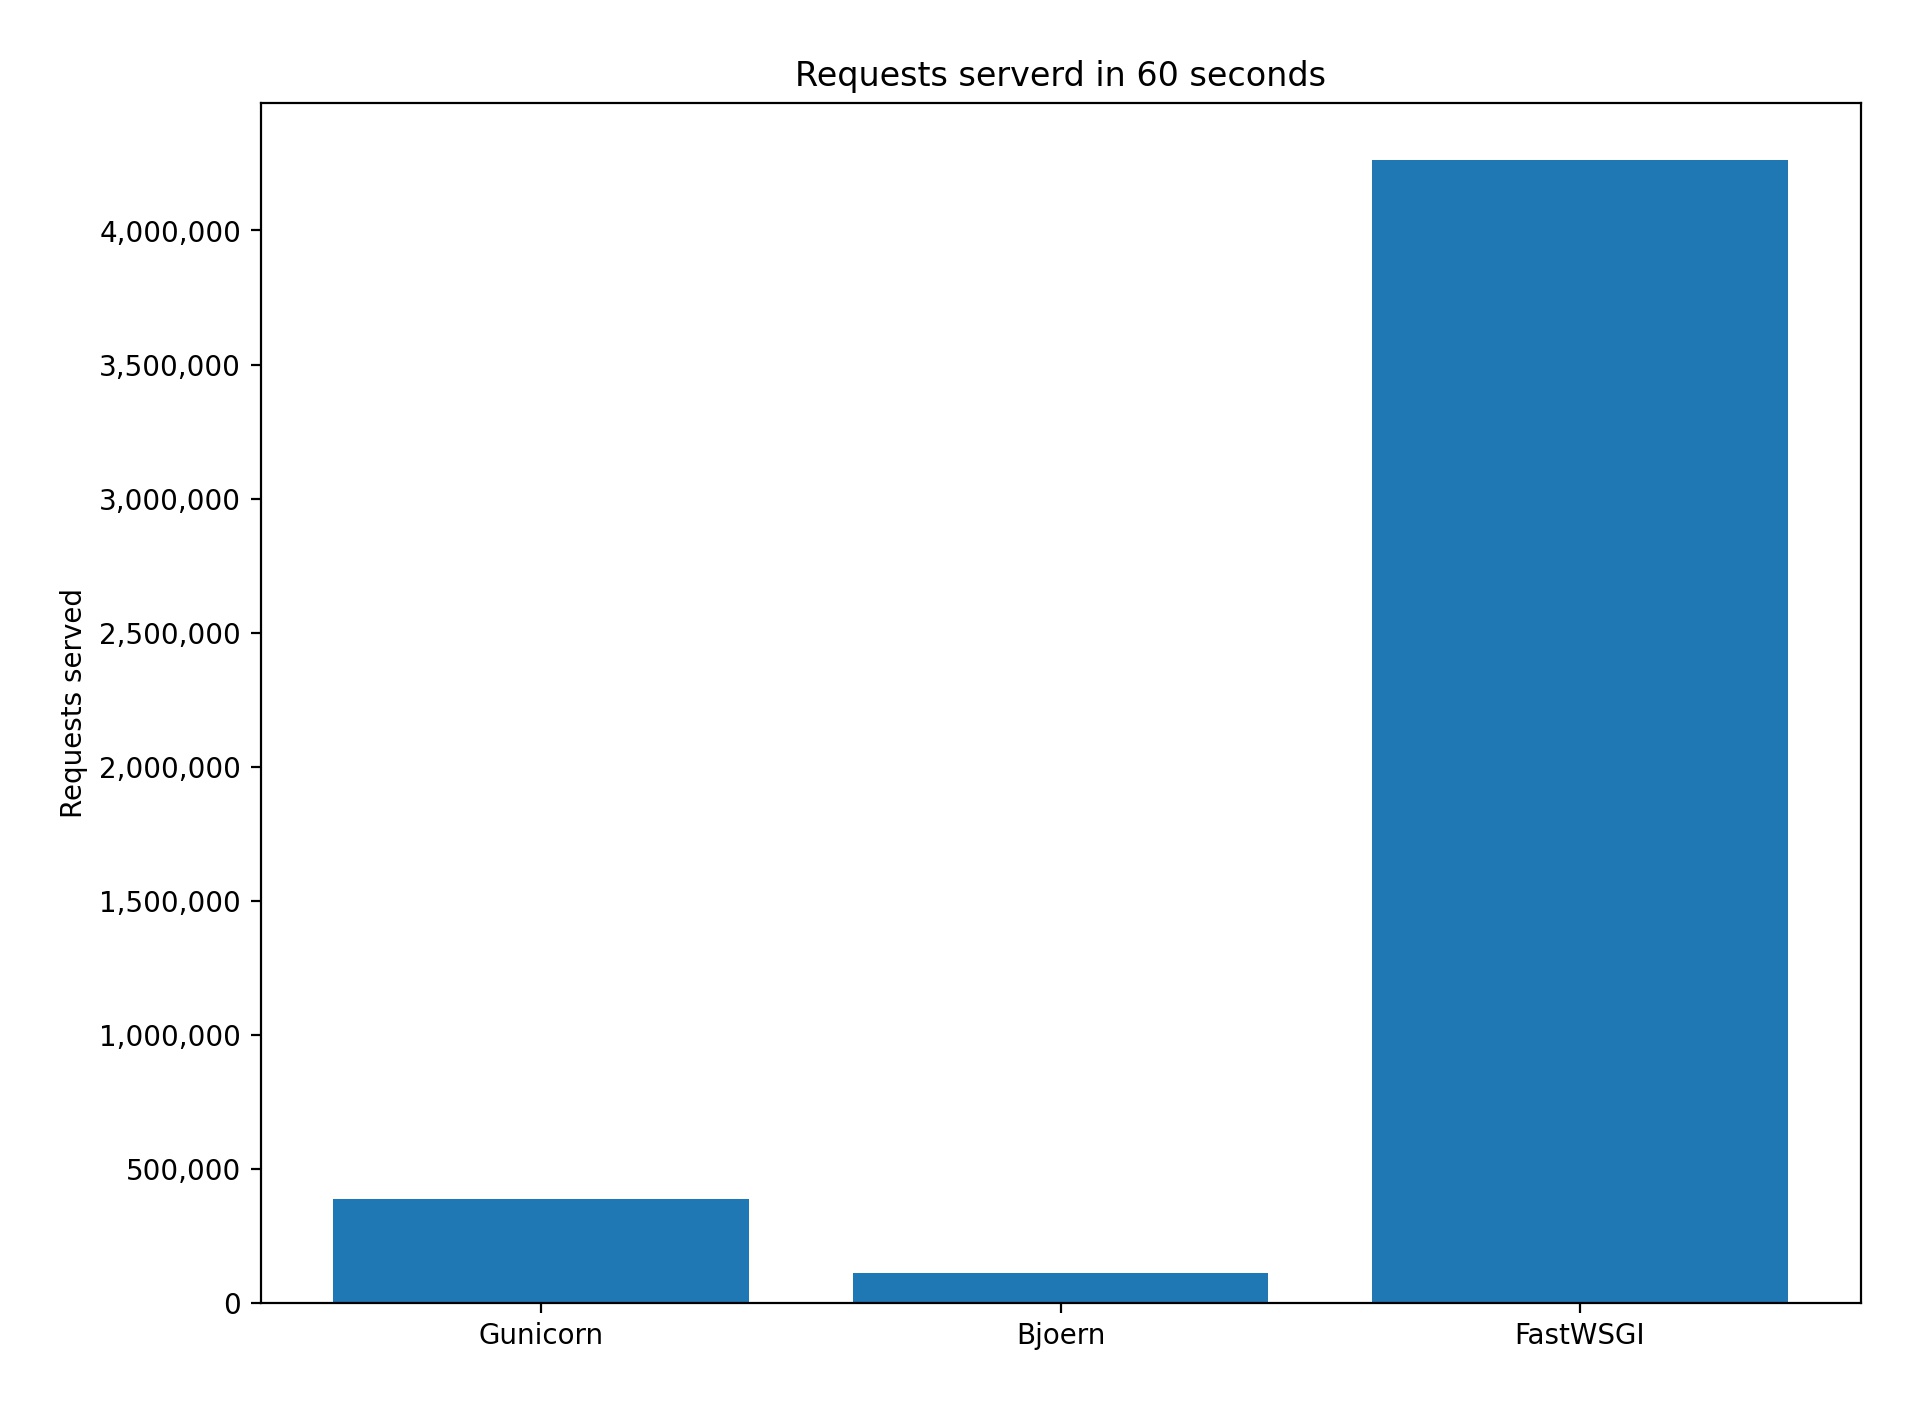 Requests serverd in 60 seconds
4,000,000
3,500,000
3,000,000
2,500,000
2,000,000
1,500,000
1,000,000
500,000
0
Requests served
Gunicorn
Bjoern
FastWSGI